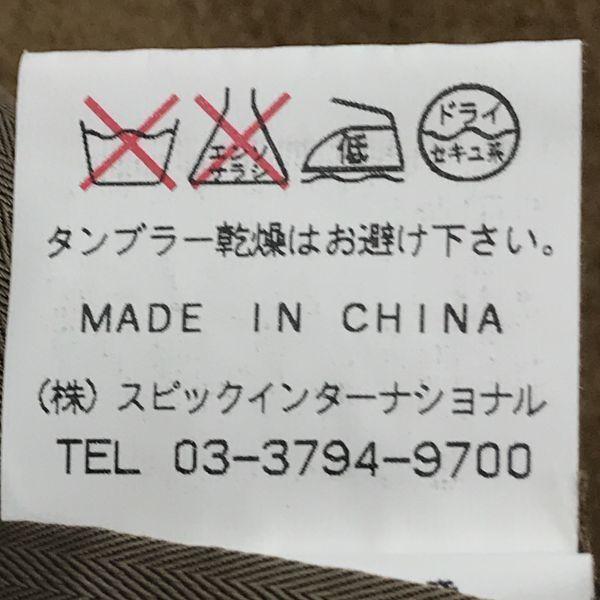 エンソ
サラシ
低
ドライ
セキユ系
タンブラー乾燥はお避け下さい。
MADE IN CHINA
(株)スピックインターナショナル
TEL 03-3794-9700